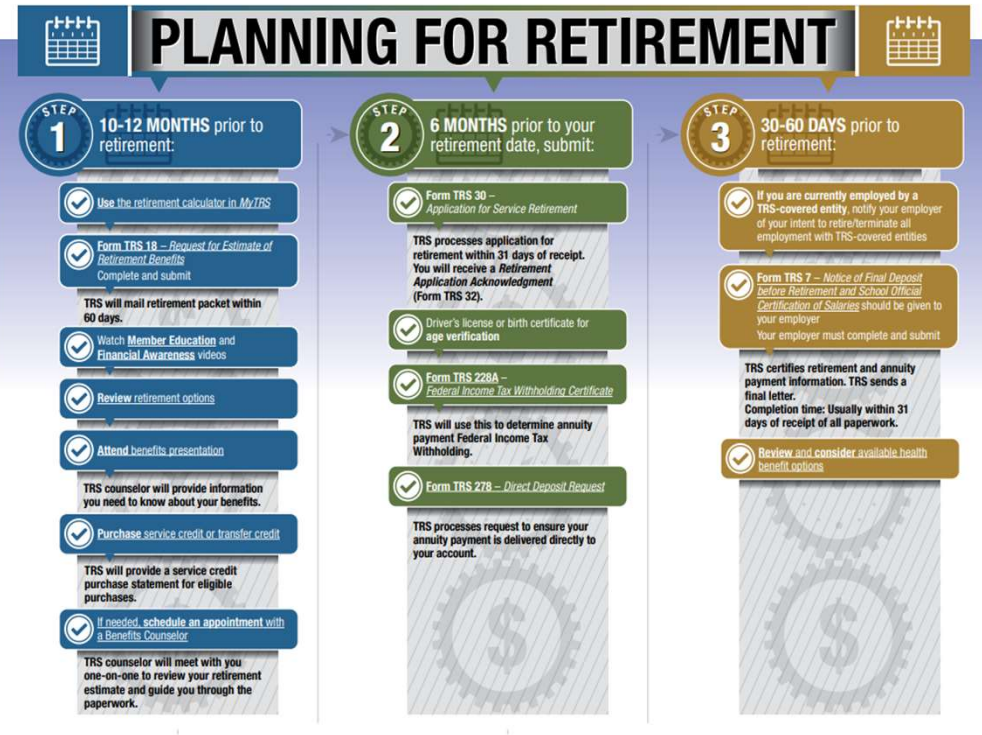 PLANNING FOR RETIREMENT
STEP
1
10-12 MONTHS prior to
retirement:
Use the retirement calculator in MyTRS
Form TRS 18 – Request for Estimate of
Retirement Benefits
Complete and submit
TRS will mail retirement packet within
60 days.
Watch Member Education and
Financial Awareness videos
Review retirement options
Attend benefits presentation
TRS counselor will provide information
you need to know about your benefits.
Purchase service credit or transfer credit
TRS will provide a service credit
purchase statement for eligible
purchases.
If needed, schedule an appointment with
a Benefits Counselor
TRS counselor will meet with you
one-on-one to review your retirement
estimate and guide you through the
paperwork.
STEP
2
6 MONTHS prior to your
retirement date, submit:
Form TRS 30 –
Application for Service Retirement
TRS processes application for
retirement within 31 days of receipt.
You will receive a Retirement
Application Acknowledgment
(Form TRS 32).
Driver's license or birth certificate for
age verification
Form TRS 228A –
Federal Income Tax Withholding Certificate
TRS will use this to determine annuity
payment Federal Income Tax
Withholding.
Form TRS 278 – Direct Deposit Request
TRS processes request to ensure your
annuity payment is delivered directly to
your account.
$
STEP
3
30-60 DAYS prior to
retirement:
If you are currently employed by a
TRS-covered entity, notify your employer
of your intent to retire/terminate all
employment with TRS-covered entities
Form TRS 7 – Notice of Final Deposit
before Retirement and School Official
Certification of Salaries should be given to
your employer
Your employer must complete and submit
TRS certifies retirement and annuity
payment information. TRS sends a
final letter.
Completion time: Usually within 31
days of receipt of all paperwork.
Review and consider available health
benefit options
$